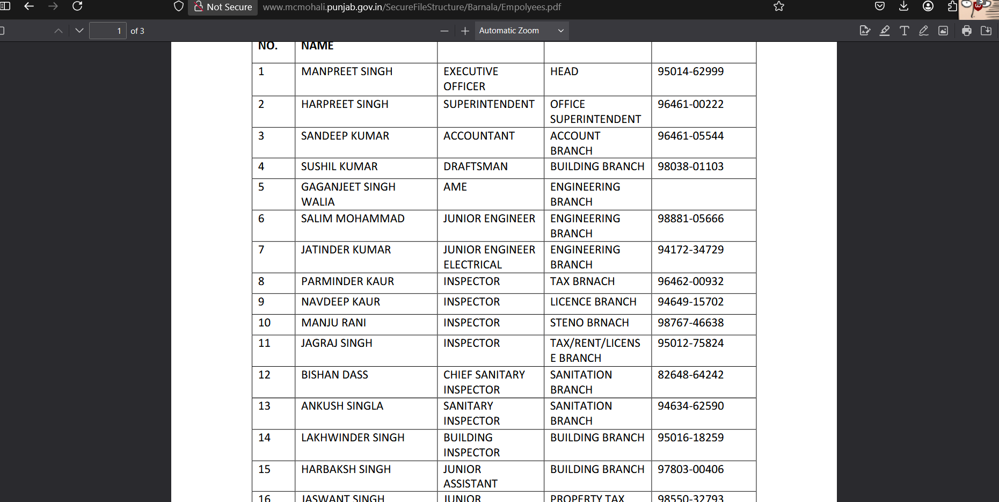 Not Secure www.mcmohali.punjab.gov.in/SecureFileStructure/Barnala/Empolyees.pdf
1 of 3 Automatic Zoom
NO. NAME
1 MANPREET SINGH EXECUTIVE HEAD 95014-62999
OFFICER
2 HARPREET SINGH SUPERINTENDENT OFFICE 96461-00222
SUPERINTENDENT
3 SANDEEP KUMAR ACCOUNTANT ACCOUNT 96461-05544
BRANCH
4 SUSHIL KUMAR DRAFTSMAN BUILDING BRANCH 98038-01103
5 GAGANJEET SINGH AME ENGINEERING
WALIA BRANCH
6 SALIM MOHAMMAD JUNIOR ENGINEER ENGINEERING 98881-05666
BRANCH
7 JATINDER KUMAR JUNIOR ENGINEER ENGINEERING 94172-34729
ELECTRICAL BRANCH
8 PARMINDER KAUR INSPECTOR TAX BRNACH 96462-00932
9 NAVDEEP KAUR INSPECTOR LICENCE BRANCH 94649-15702
10 MANJU RANI INSPECTOR STENO BRNACH 98767-46638
11 JAGRAJ SINGH INSPECTOR TAX/RENT/LICENS 95012-75824
E BRANCH
12 BISHAN DASS CHIEF SANITARY SANITATION 82648-64242
INSPECTOR BRANCH
13 ANKUSH SINGLA SANITARY SANITATION 94634-62590
INSPECTOR BRANCH
14 LAKHWINDER SINGH BUILDING BUILDING BRANCH 95016-18259
INSPECTOR
15 HARBAKSH SINGH JUNIOR BUILDING BRANCH 97803-00406
ASSISTANT
16 JASWANT SINGH JUNIOR PROPERTY TAX 98550-32793